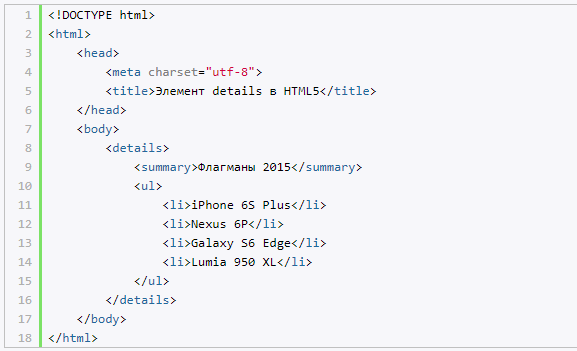 1 <!DOCTYPE html>
2 <html>
3     <head>
4         <meta charset="utf-8">
5         <title>Элемент details в HTML5</title>
6     </head>
7     <body>
8         <details>
9             <summary>Флагманы 2015</summary>
10             <ul>
11                 <li>iPhone 6S Plus</li>
12                 <li>Nexus 6P</li>
13                 <li>Galaxy S6 Edge</li>
14                 <li>Lumia 950 XL</li>
15             </ul>
16         </details>
17     </body>
18 </html>